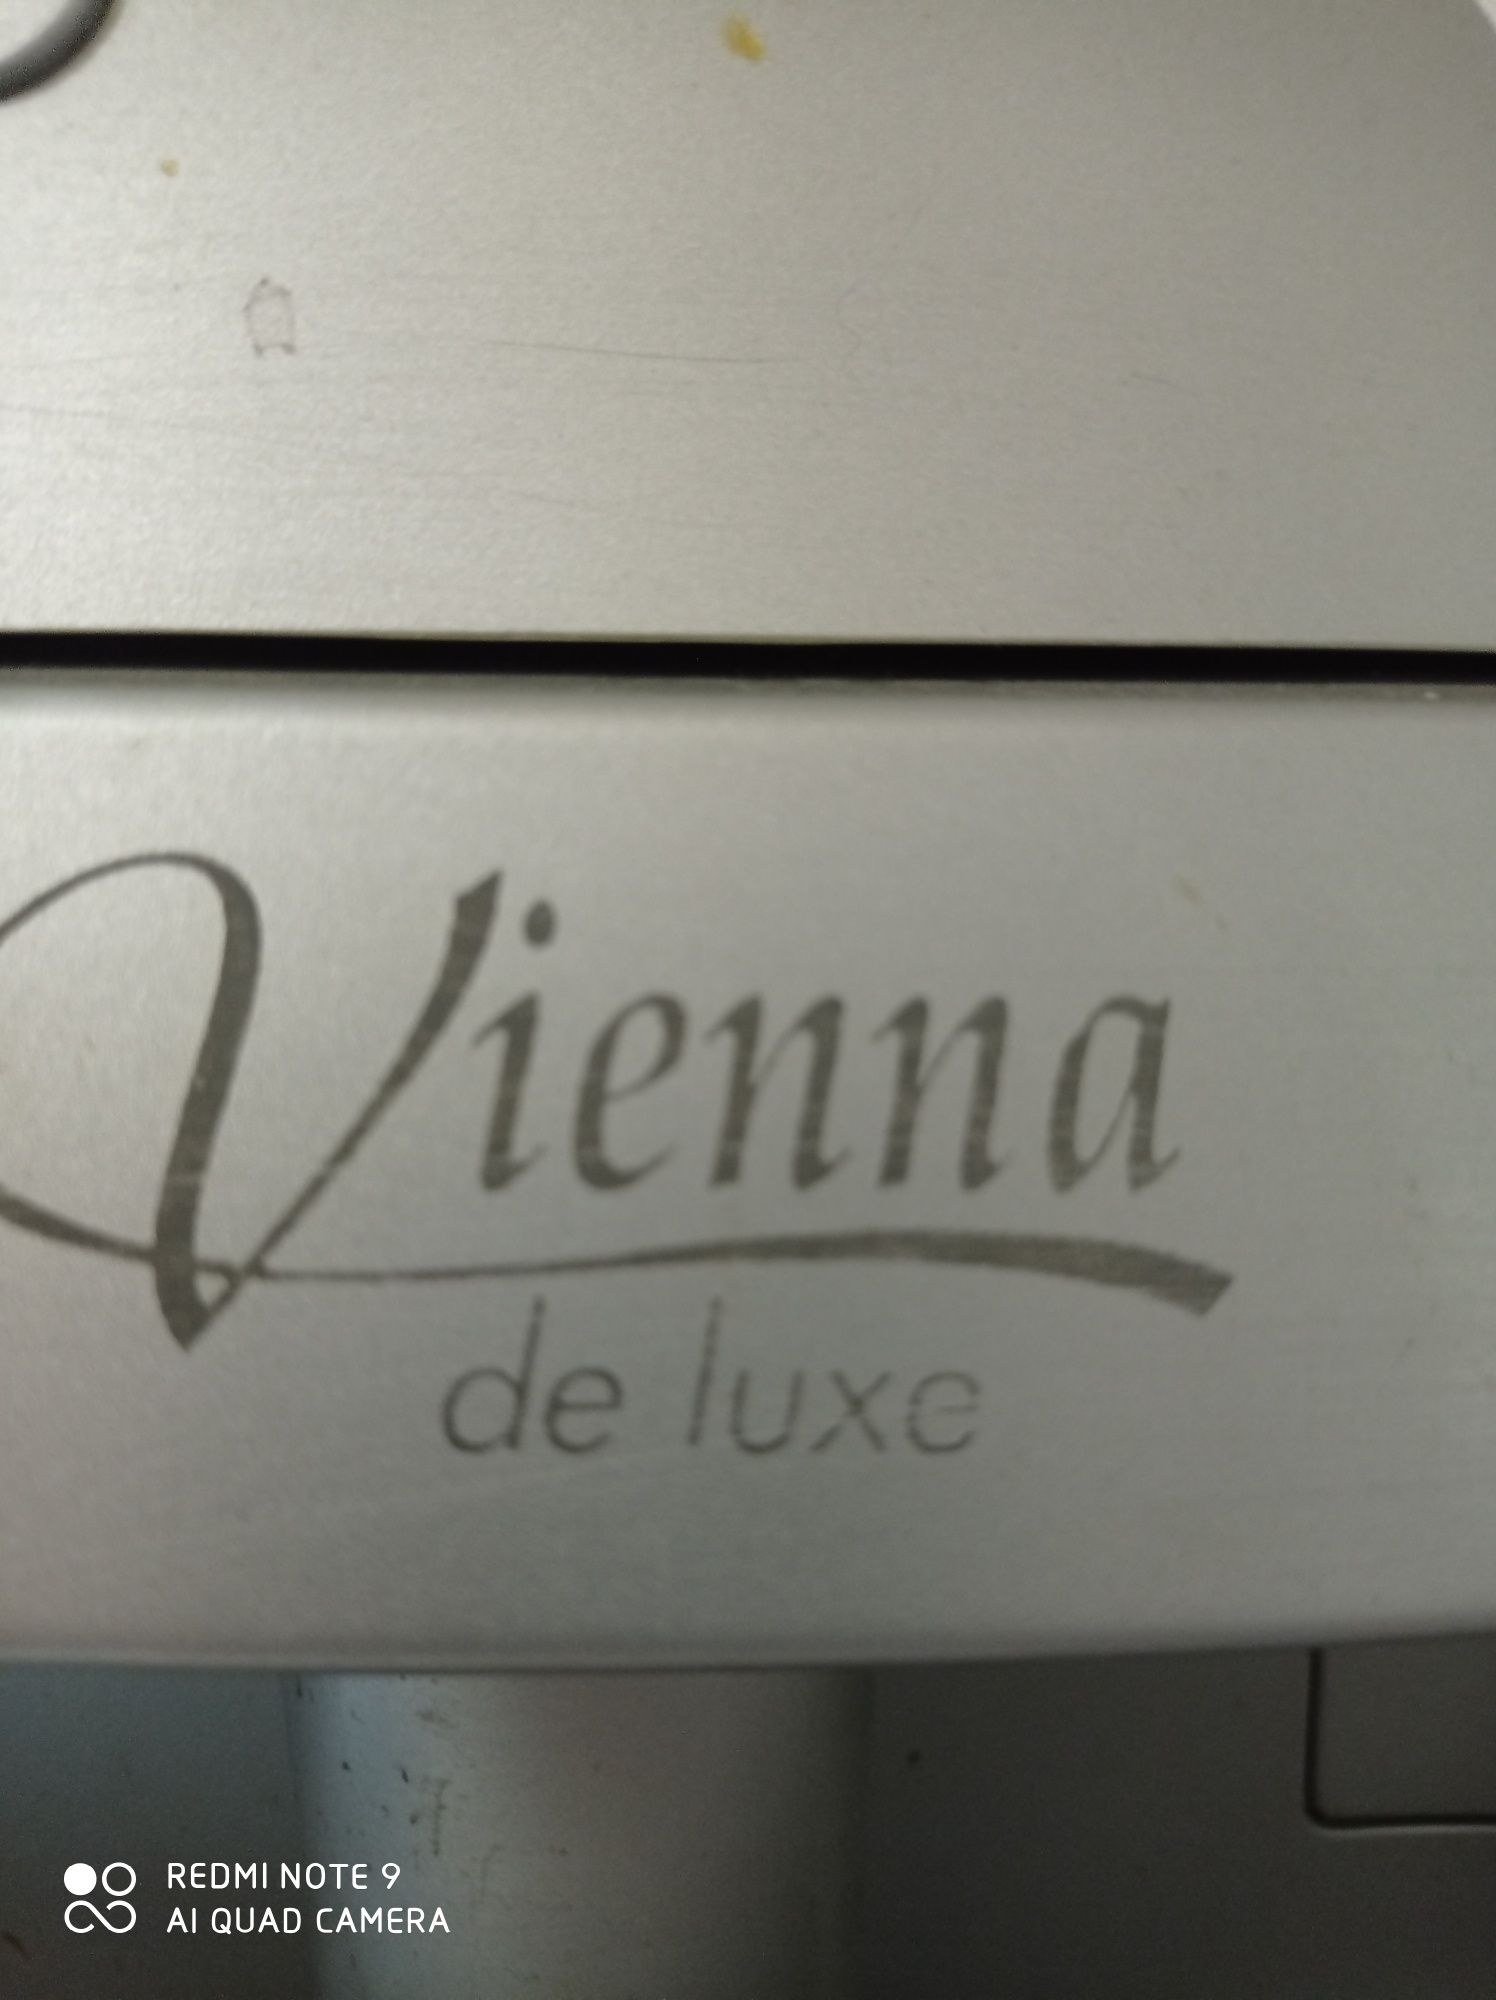 Vienna
de luxe
REDMI NOTE 9
AI QUAD CAMERA